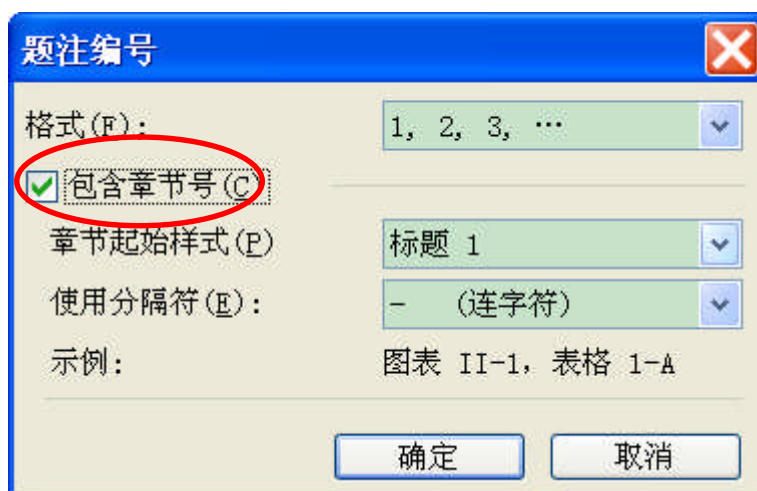 题注编号
格式(F): 1, 2, 3, …
包含章节号(C)
章节起始样式(P) 标题 1
使用分隔符(E): - (连字符)
示例: 图表 II-1, 表格 1-A
确定 取消